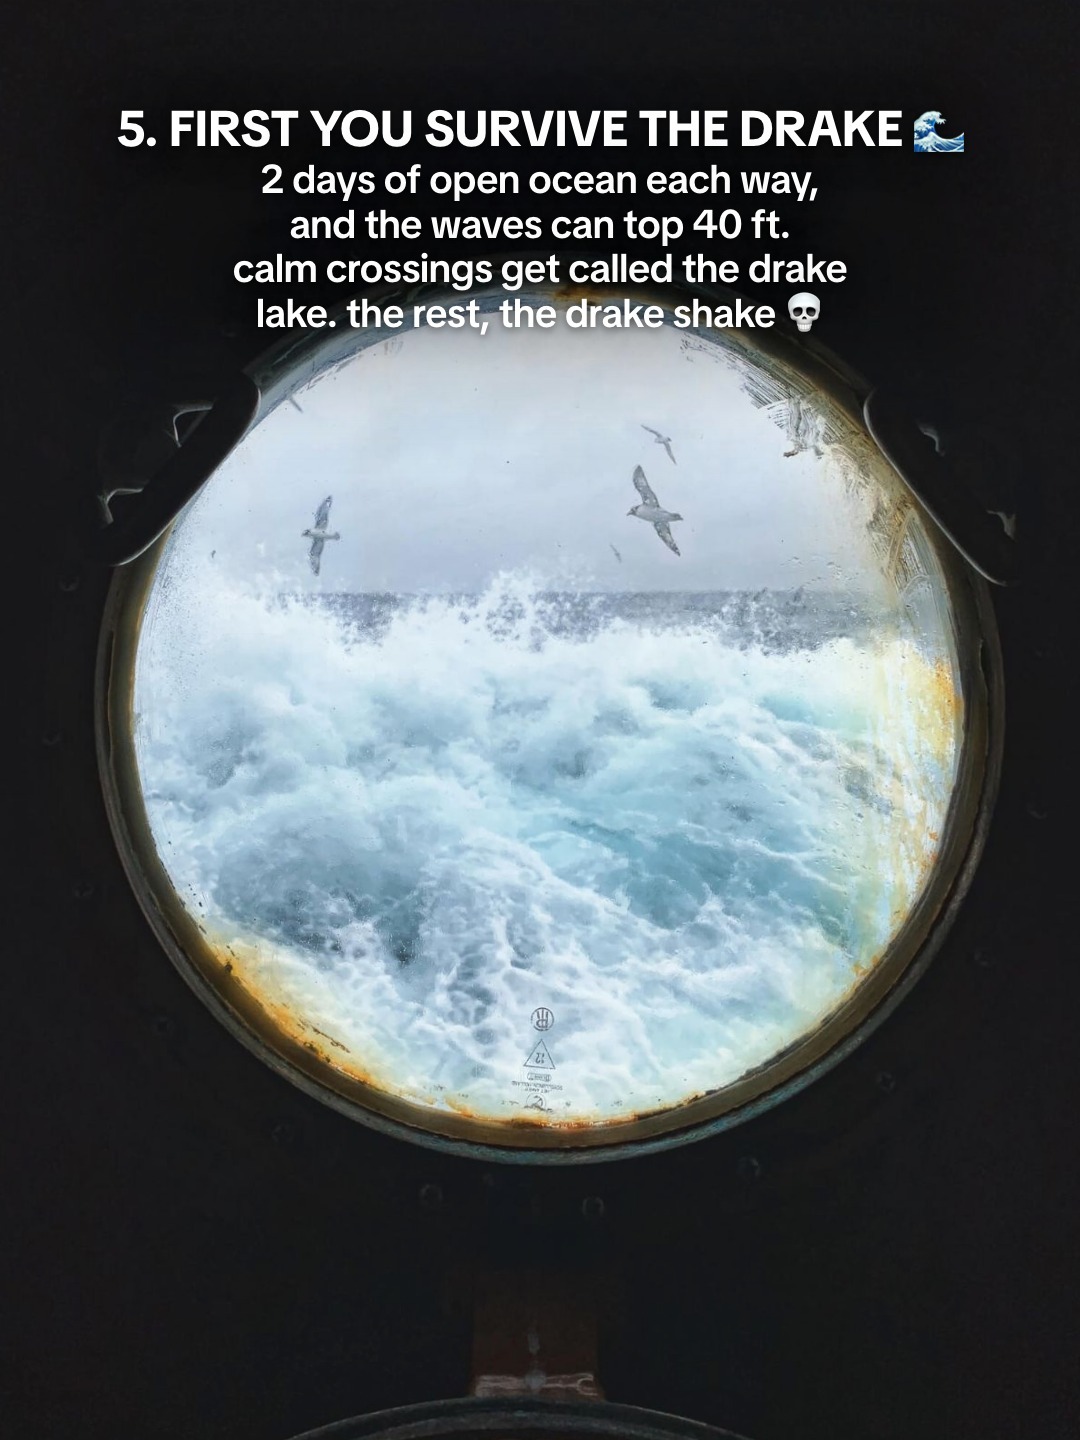 5. FIRST YOU SURVIVE THE DRAKE 🌊
2 days of open ocean each way,
and the waves can top 40 ft.
calm crossings get called the drake
lake. the rest, the drake shake 💀
12